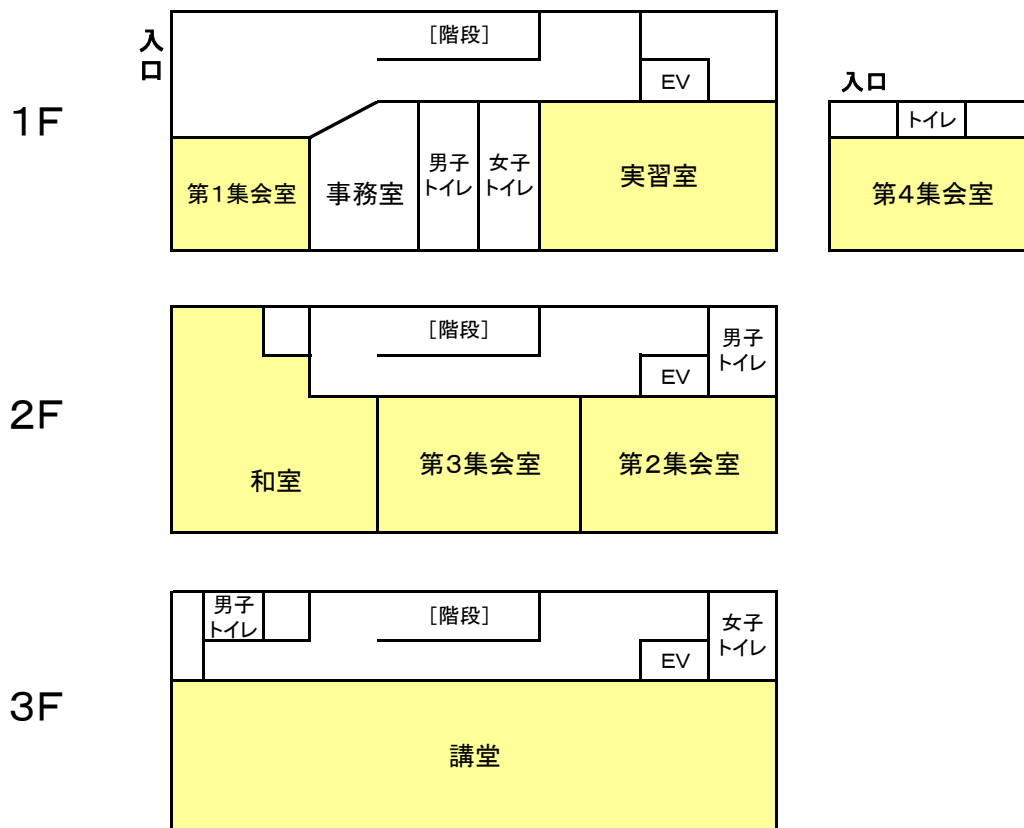 1F
入口
[階段]
EV
第1集会室
事務室
男子
トイレ
女子
トイレ
実習室
入口
トイレ
第4集会室
2F
[階段]
男子
トイレ
EV
和室
第3集会室
第2集会室
3F
男子
トイレ
[階段]
女子
トイレ
EV
講堂